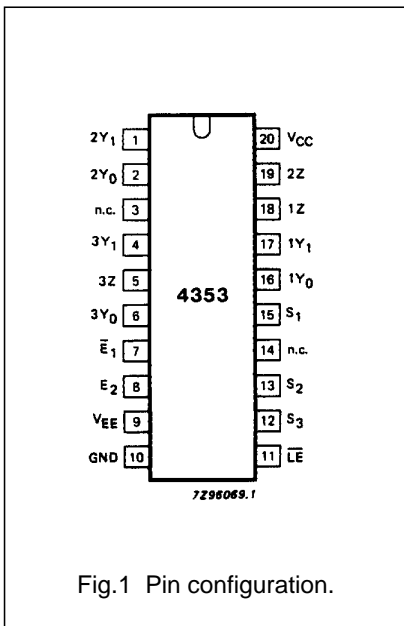 2Y1 1 20 VCC
2Y0 2 19 2Z
n.c. 3 18 1Z
3Y1 4 17 1Y1
3Z 5 16 1Y0
4353
3Y0 6 15 S1
E̅1 7 14 n.c.
E2 8 13 S2
VEE 9 12 S3
GND 10 11 L̅E̅
7Z96069.1
Fig.1 Pin configuration.